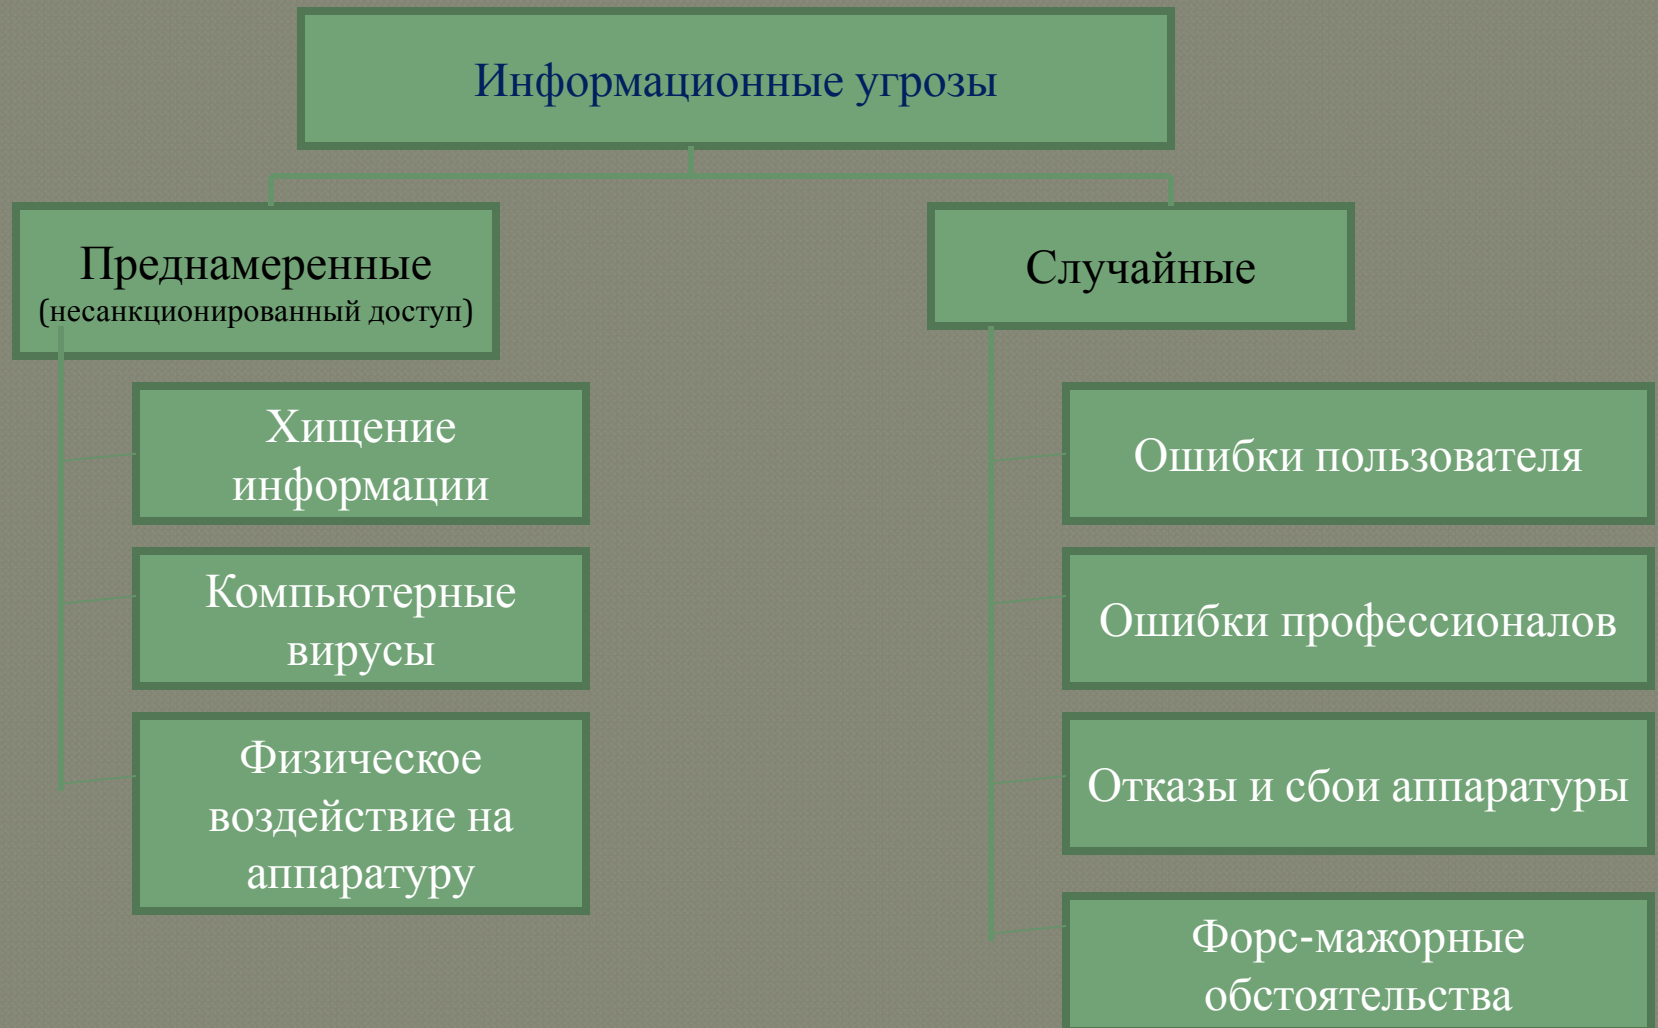 Информационные угрозы
Преднамеренные
(несанкционированный доступ)
Хищение
информации
Компьютерные
вирусы
Физическое
воздействие на
аппаратуру
Случайные
Ошибки пользователя
Ошибки профессионалов
Отказы и сбои аппаратуры
Форс-мажорные
обстоятельства